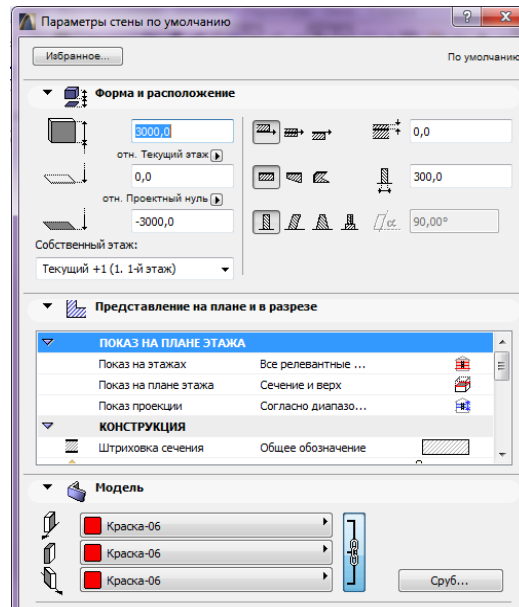 Параметры стены по умолчанию
Избранное...
По умолчанию
Форма и расположение
3000,0
0,0
отн. Текущий этаж
0,0
300,0
отн. Проектный нуль
-3000,0
α
90,00°
Собственный этаж:
Текущий +1 (1. 1-й этаж)
Представление на плане и в разрезе
ПОКАЗ НА ПЛАНЕ ЭТАЖА
Показ на этажах Все релевантные ...
Показ на плане этажа Сечение и верх
Показ проекции Согласно диапазо...
КОНСТРУКЦИЯ
Штриховка сечения Общее обозначение
Модель
Краска-06
Краска-06
Краска-06
Сруб...